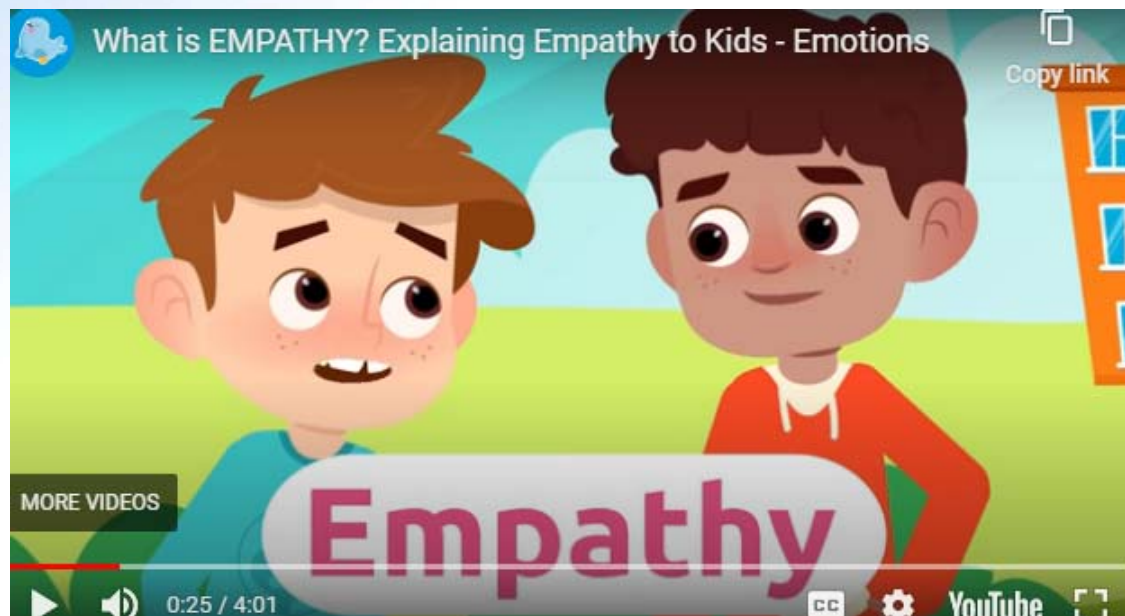 What is EMPATHY? Explaining Empathy to Kids - Emotions
Copy link
MORE VIDEOS
Empathy
0:25 / 4:01
CC
YouTube